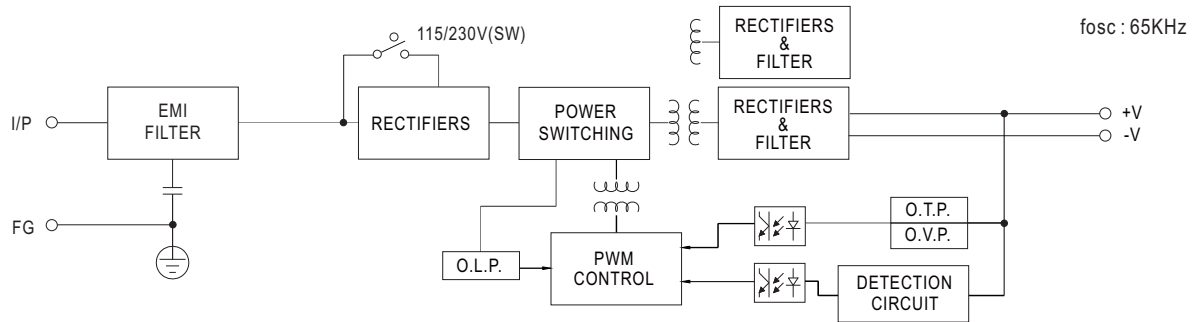 fosc : 65KHz
115/230V(SW)
RECTIFIERS
&
FILTER
I/P
EMI
FILTER
RECTIFIERS
POWER
SWITCHING
RECTIFIERS
&
FILTER
+V
-V
FG
O.L.P.
PWM
CONTROL
O.T.P.
O.V.P.
DETECTION
CIRCUIT